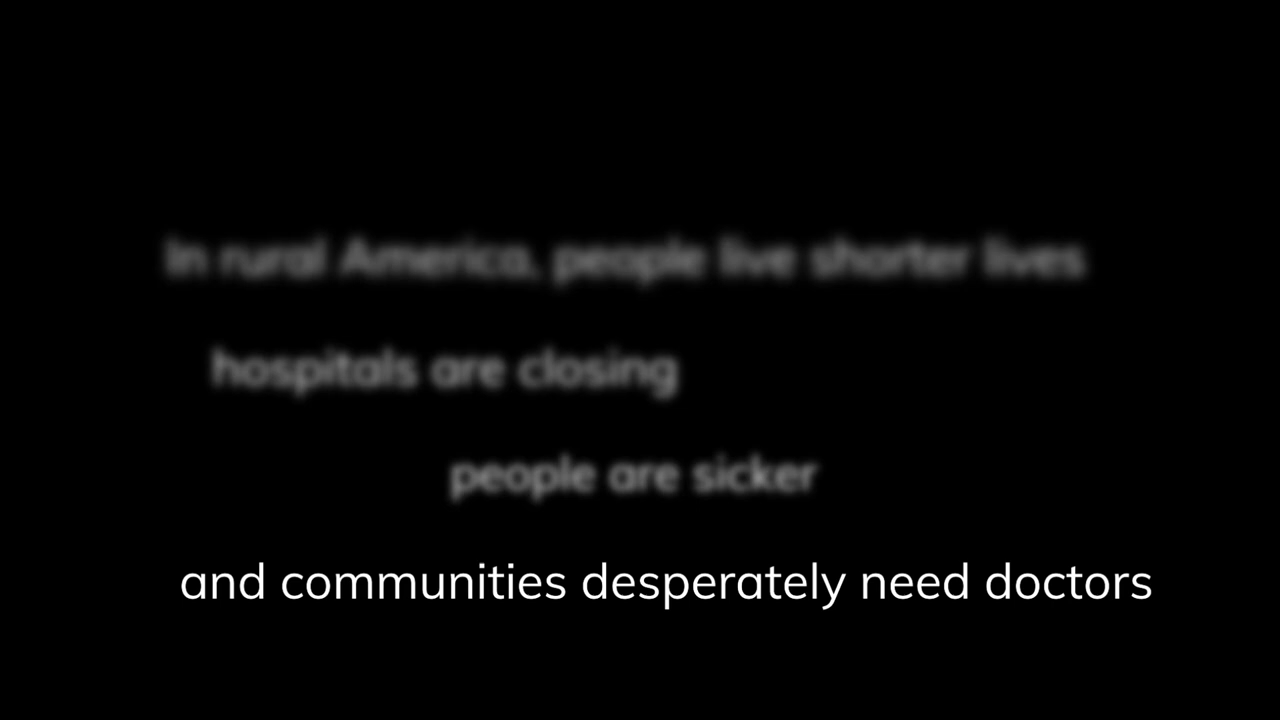 In rural America, people live shorter lives
hospitals are closing
people are sicker
and communities desperately need doctors